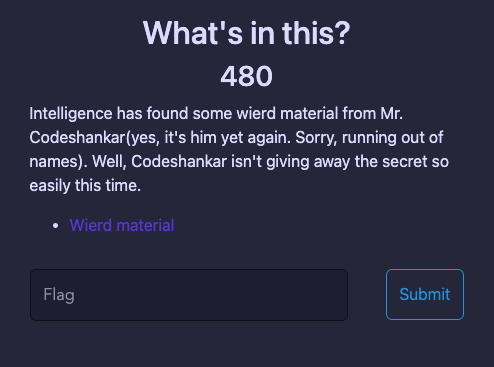 What's in this?
480
Intelligence has found some wierd material from Mr.
Codeshankar(yes, it's him yet again. Sorry, running out of
names). Well, Codeshankar isn't giving away the secret so
easily this time.
Wierd material
Flag
Submit